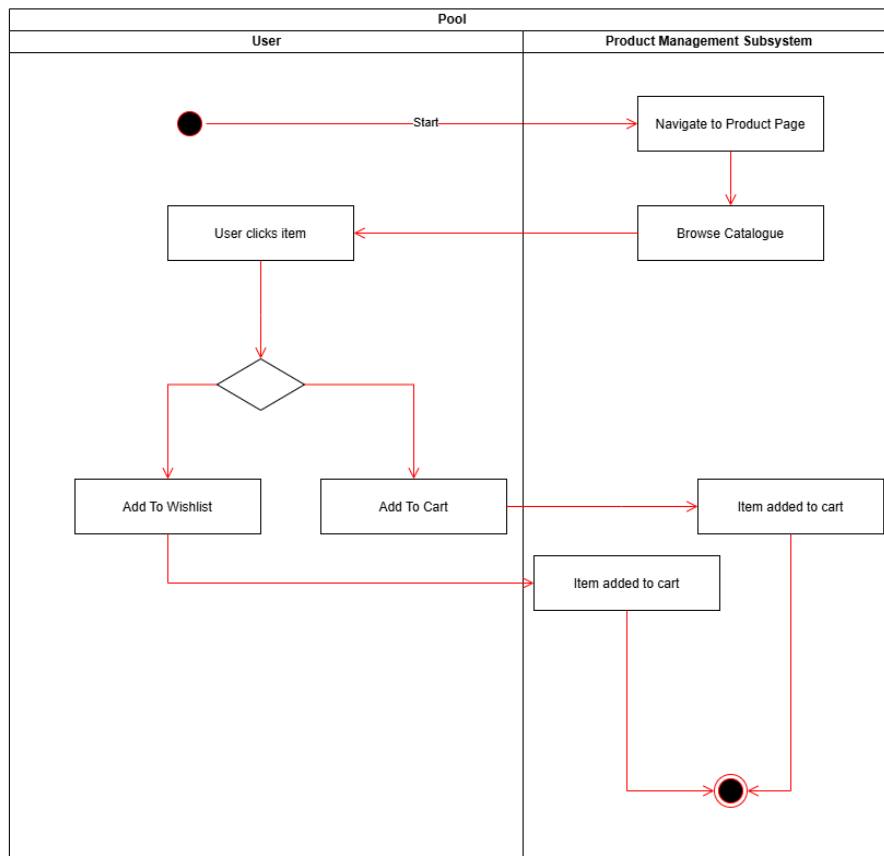 Pool
User
Product Management Subsystem
Start
Navigate to Product Page
User clicks item
Browse Catalogue
Add To Wishlist
Add To Cart
Item added to cart
Item added to cart